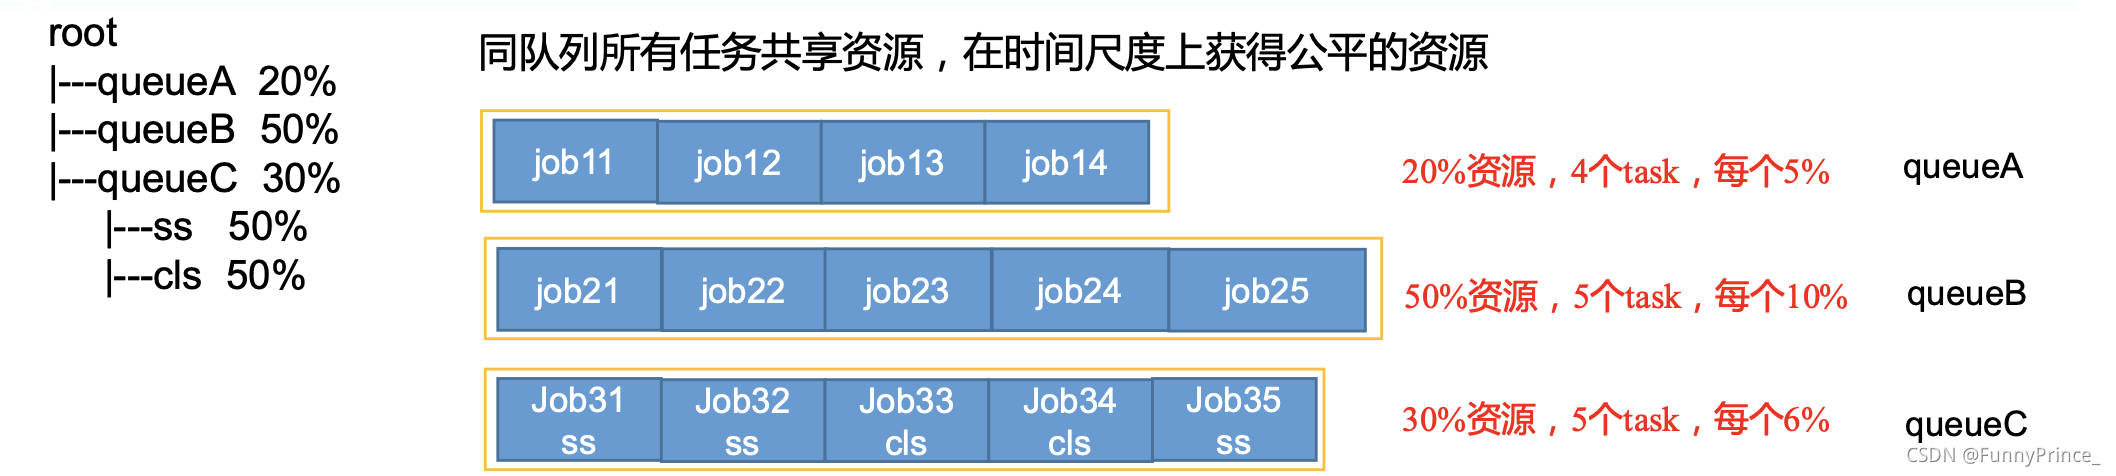 root
|---queueA 20%
|---queueB 50%
|---queueC 30%
|---ss 50%
|---cls 50%
同队列所有任务共享资源，在时间尺度上获得公平的资源
job11 job12 job13 job14
20%资源，4个task，每个5%
queueA
job21 job22 job23 job24 job25
50%资源，5个task，每个10%
queueB
Job31 Job32 Job33 Job34 Job35
ss ss cls cls ss
30%资源，5个task，每个6%
queueC
CSDN @FunnyPrince_